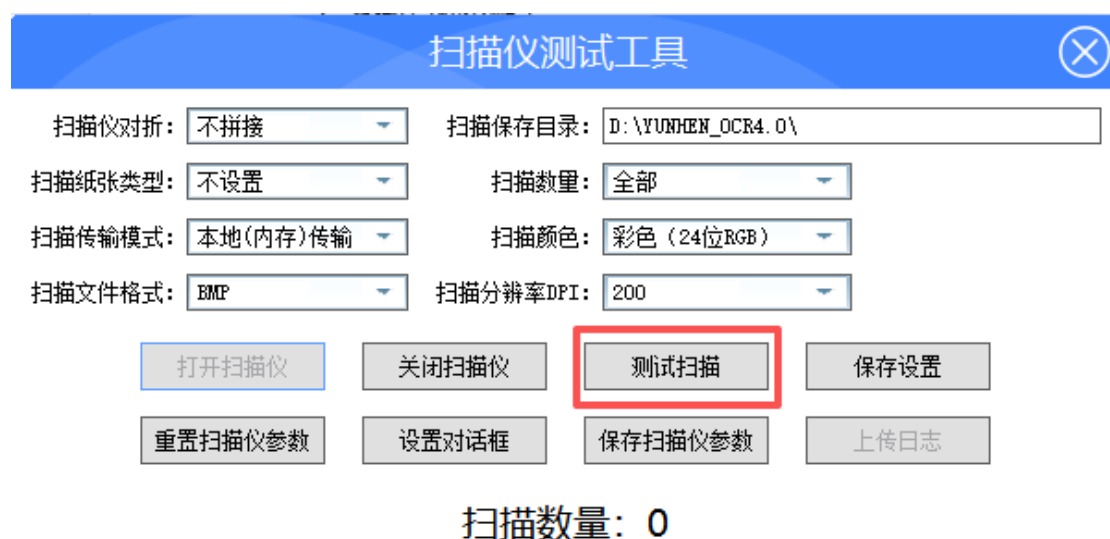 扫描仪测试工具
扫描仪对折: 不拼接 扫描保存目录: D:\YUNHEN_OCR4.0\
扫描纸张类型: 不设置 扫描数量: 全部
扫描传输模式: 本地(内存)传输 扫描颜色: 彩色（24位RGB）
扫描文件格式: BMP 扫描分辨率DPI: 200
打开扫描仪 关闭扫描仪 测试扫描 保存设置
重置扫描仪参数 设置对话框 保存扫描仪参数 上传日志
扫描数量: 0